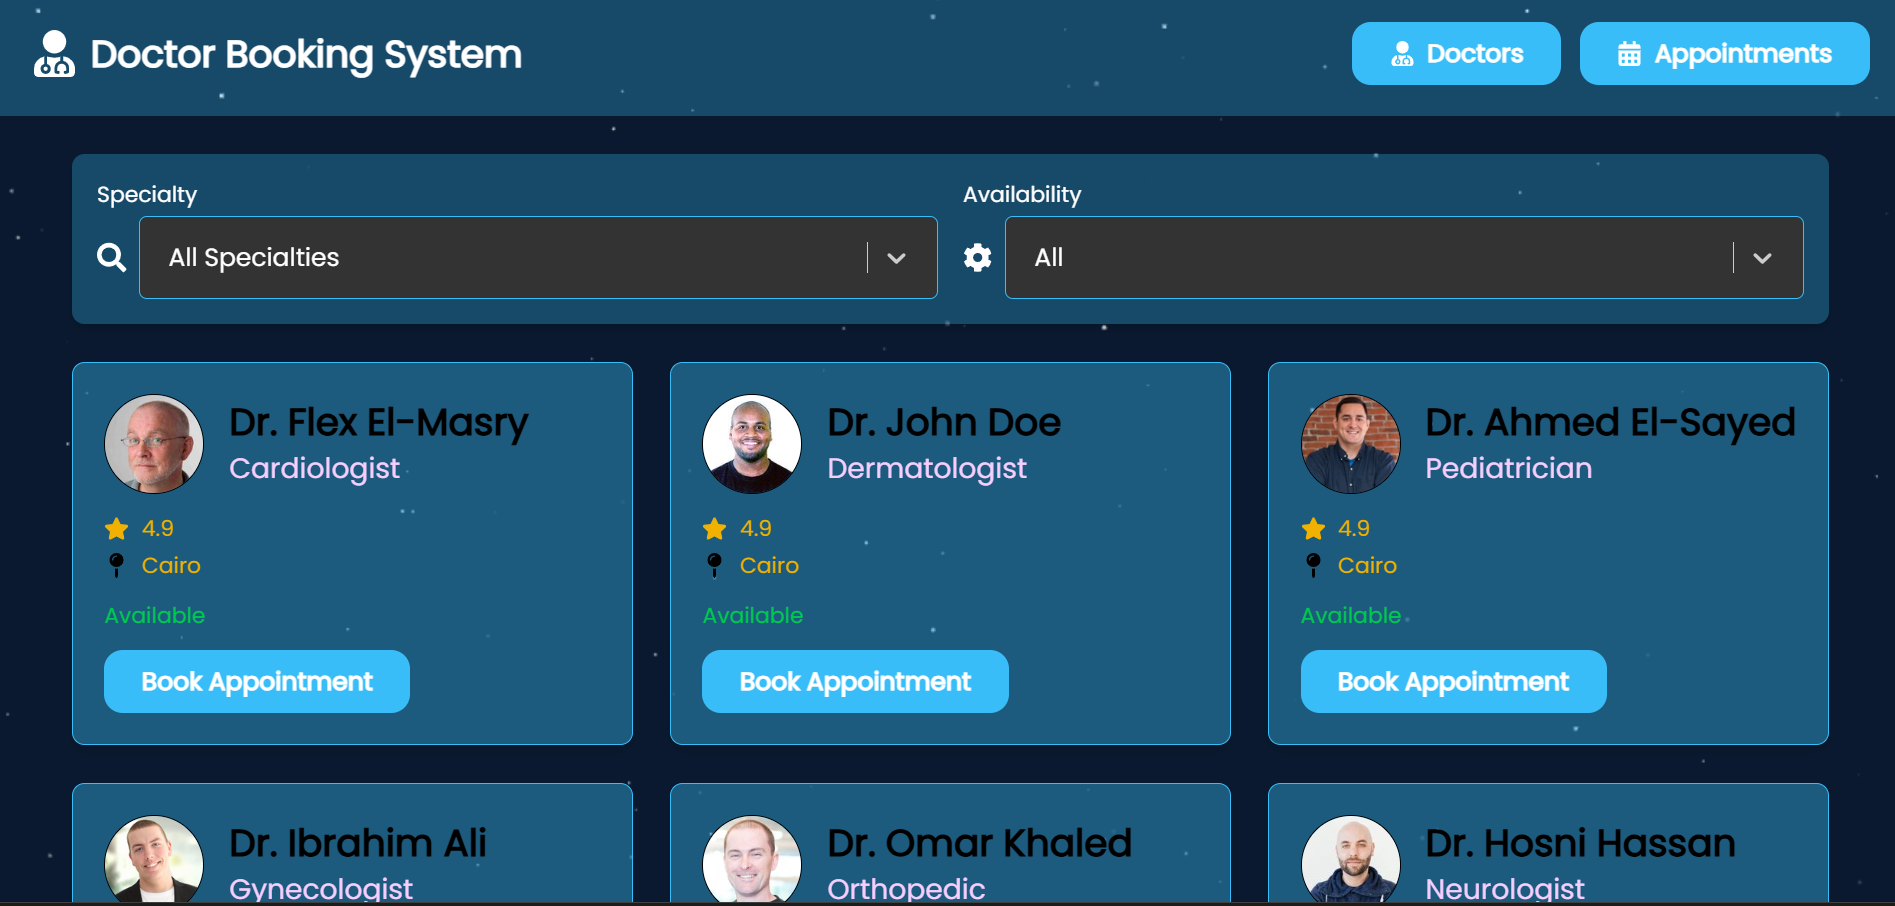 Doctor Booking System
Doctors
Appointments
Specialty
Availability
All Specialties
All
Dr. Flex El-Masry
Cardiologist
4.9
Cairo
Available
Book Appointment
Dr. John Doe
Dermatologist
4.9
Cairo
Available
Book Appointment
Dr. Ahmed El-Sayed
Pediatrician
4.9
Cairo
Available
Book Appointment
Dr. Ibrahim Ali
Gynecologist
Dr. Omar Khaled
Orthopedic
Dr. Hosni Hassan
Neurologist